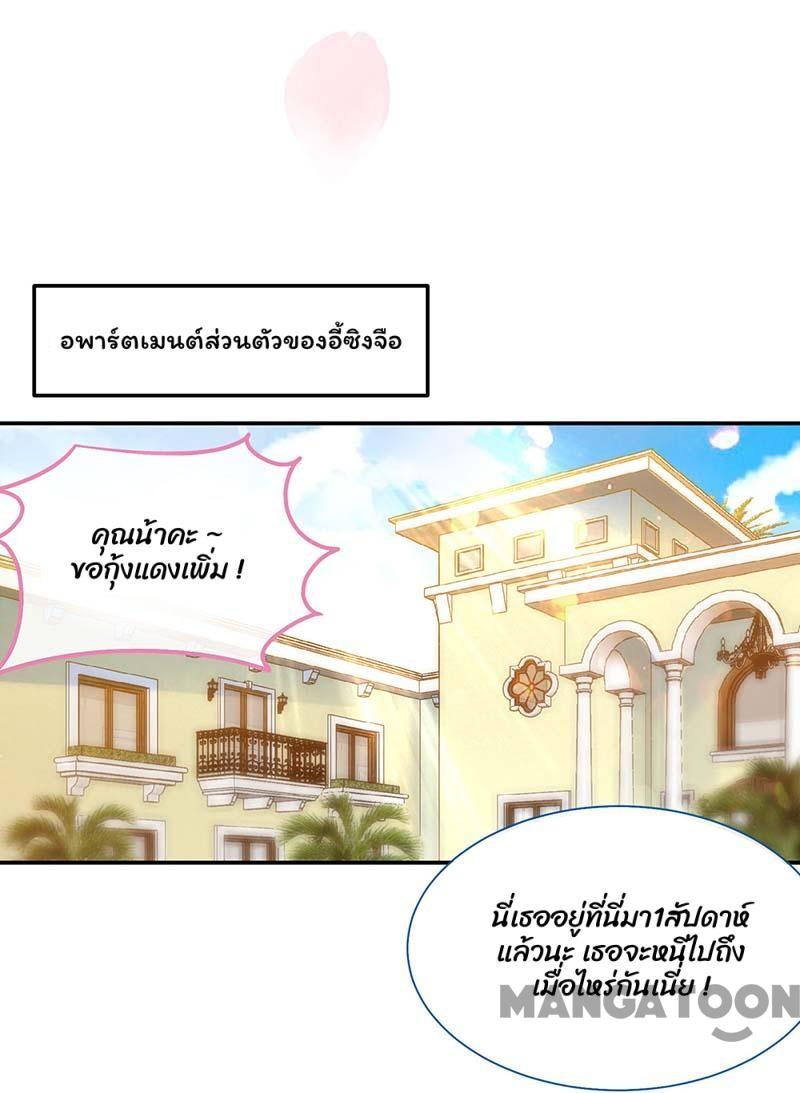 อพาร์ตเมนต์ส่วนตัวของอี้ซิงจือ
คุณน้าคะ ~
ขอกุ้งแดงเพิ่ม !
นี่เธออยู่ที่นี่มา1สัปดาห์
แล้วนะ เธอจะหนีไปถึง
เมื่อไหร่กันเนี่ย !
MANGATOON